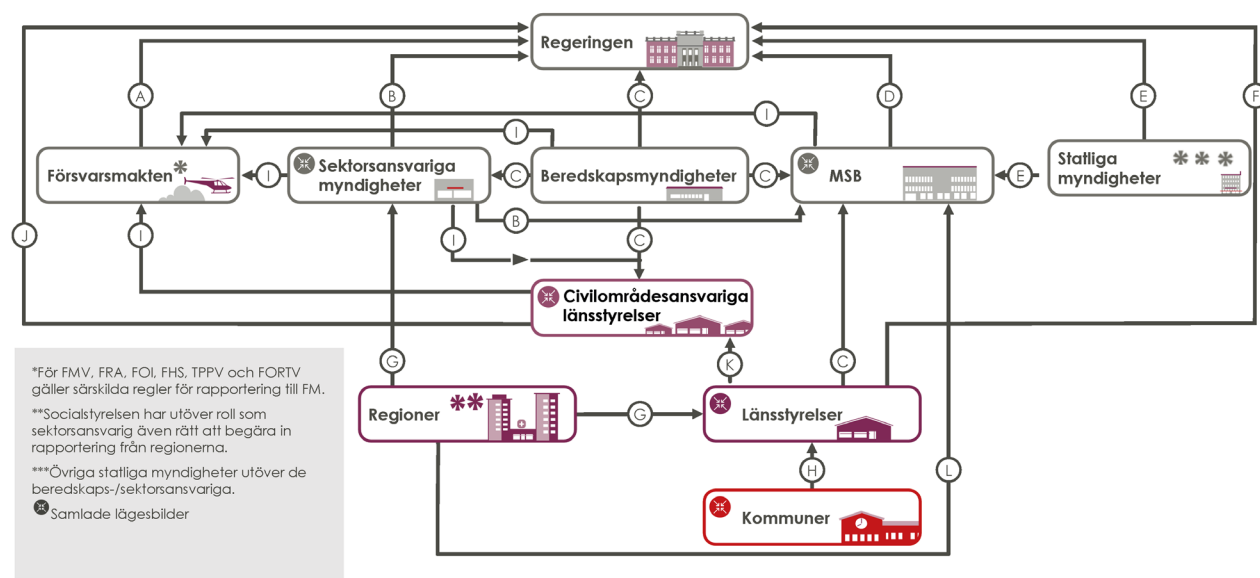 Regeringen
A
B
C
D
E
F
I
I
Försvarsmakten*
I
Sektorsansvariga
myndigheter
C
Beredskapsmyndigheter
C
MSB
E
Statliga
myndigheter
***
J
I
I
B
C
Civilområdesansvariga
länsstyrelser
G
K
C
Regioner **
G
Länsstyrelser
H
L
Kommuner
*För FMV, FRA, FOI, FHS, TPPV och FORTV
gäller särskilda regler för rapportering till FM.
**Socialstyrelsen har utöver roll som
sektorsansvarig även rätt att begära in
rapportering från regionerna.
***Övriga statliga myndigheter utöver de
beredskaps-/sektorsansvariga.
Samlade lägesbilder